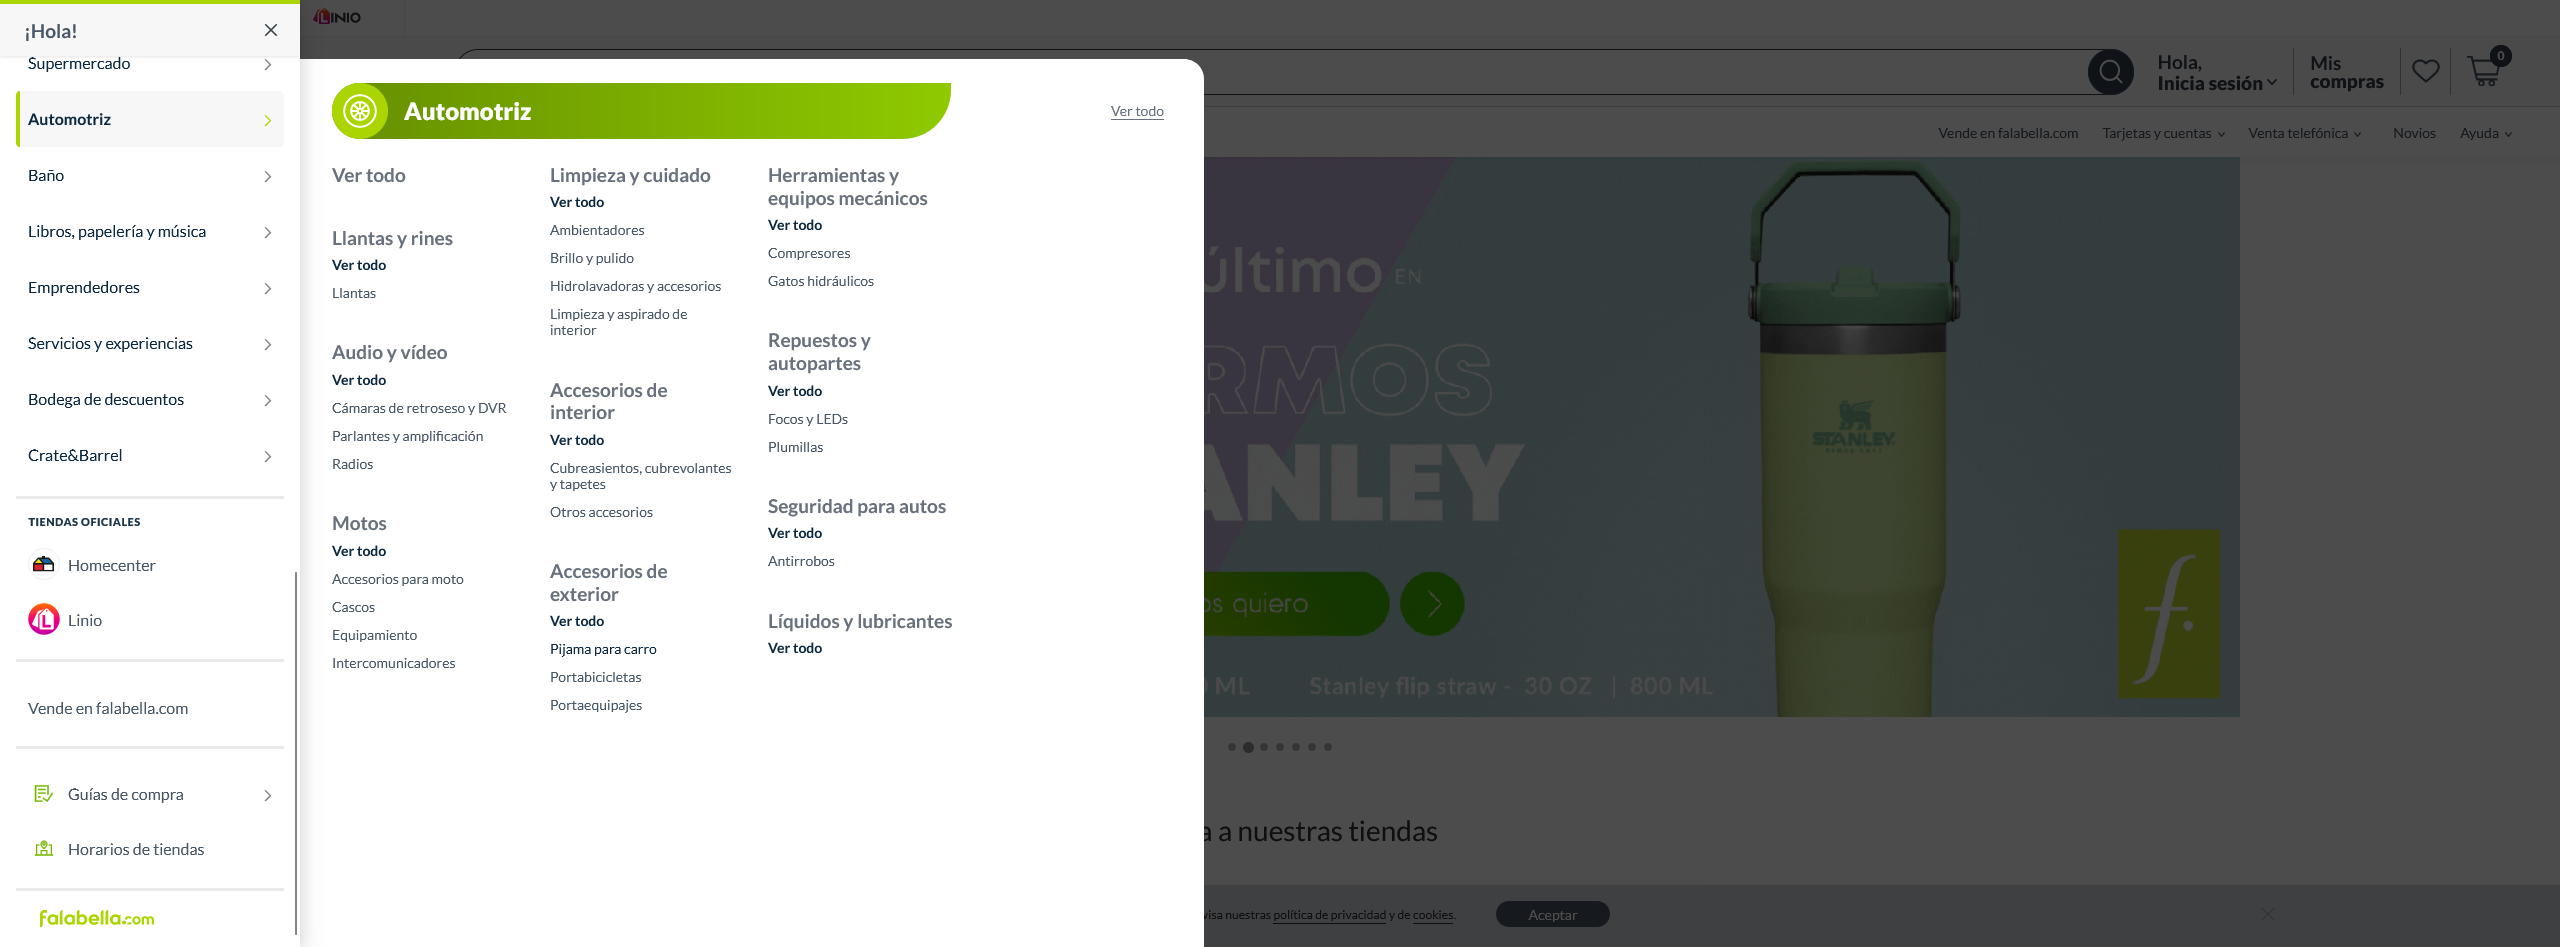 ¡Hola!
Supermercado
Automotriz
Baño
Libros, papelería y música
Emprendedores
Servicios y experiencias
Bodega de descuentos
Crate&Barrel
TIENDAS OFICIALES
Homecenter
Linio
Vende en falabella.com
Guías de compra
Horarios de tiendas
falabella.com
LINIO
Automotriz
Ver todo
Ver todo
Llantas y rines
Ver todo
Llantas
Audio y vídeo
Ver todo
Cámaras de retroseso y DVR
Parlantes y amplificación
Radios
Motos
Ver todo
Accesorios para moto
Cascos
Equipamiento
Intercomunicadores
Limpieza y cuidado
Ver todo
Ambientadores
Brillo y pulido
Hidrolavadoras y accesorios
Limpieza y aspirado de
interior
Accesorios de
interior
Ver todo
Cubreasientos, cubrevolantes
y tapetes
Otros accesorios
Accesorios de
exterior
Ver todo
Pijama para carro
Portabicicletas
Portaequipajes
Herramientas y
equipos mecánicos
Ver todo
Compresores
Gatos hidráulicos
Repuestos y
autopartes
Ver todo
Focos y LEDs
Plumillas
Seguridad para autos
Ver todo
Antirrobos
Líquidos y lubricantes
Ver todo
Hola,
Inicia sesión
Mis
compras
0
Vende en falabella.com
Tarjetas y cuentas
Venta telefónica
Novios
Ayuda
último EN
RMOS
ANLEY
os quiero
ML
Stanley flip straw - 30 OZ | 800 ML
STANLEY
f.
a a nuestras tiendas
visa nuestras política de privacidad y de cookies.
Aceptar